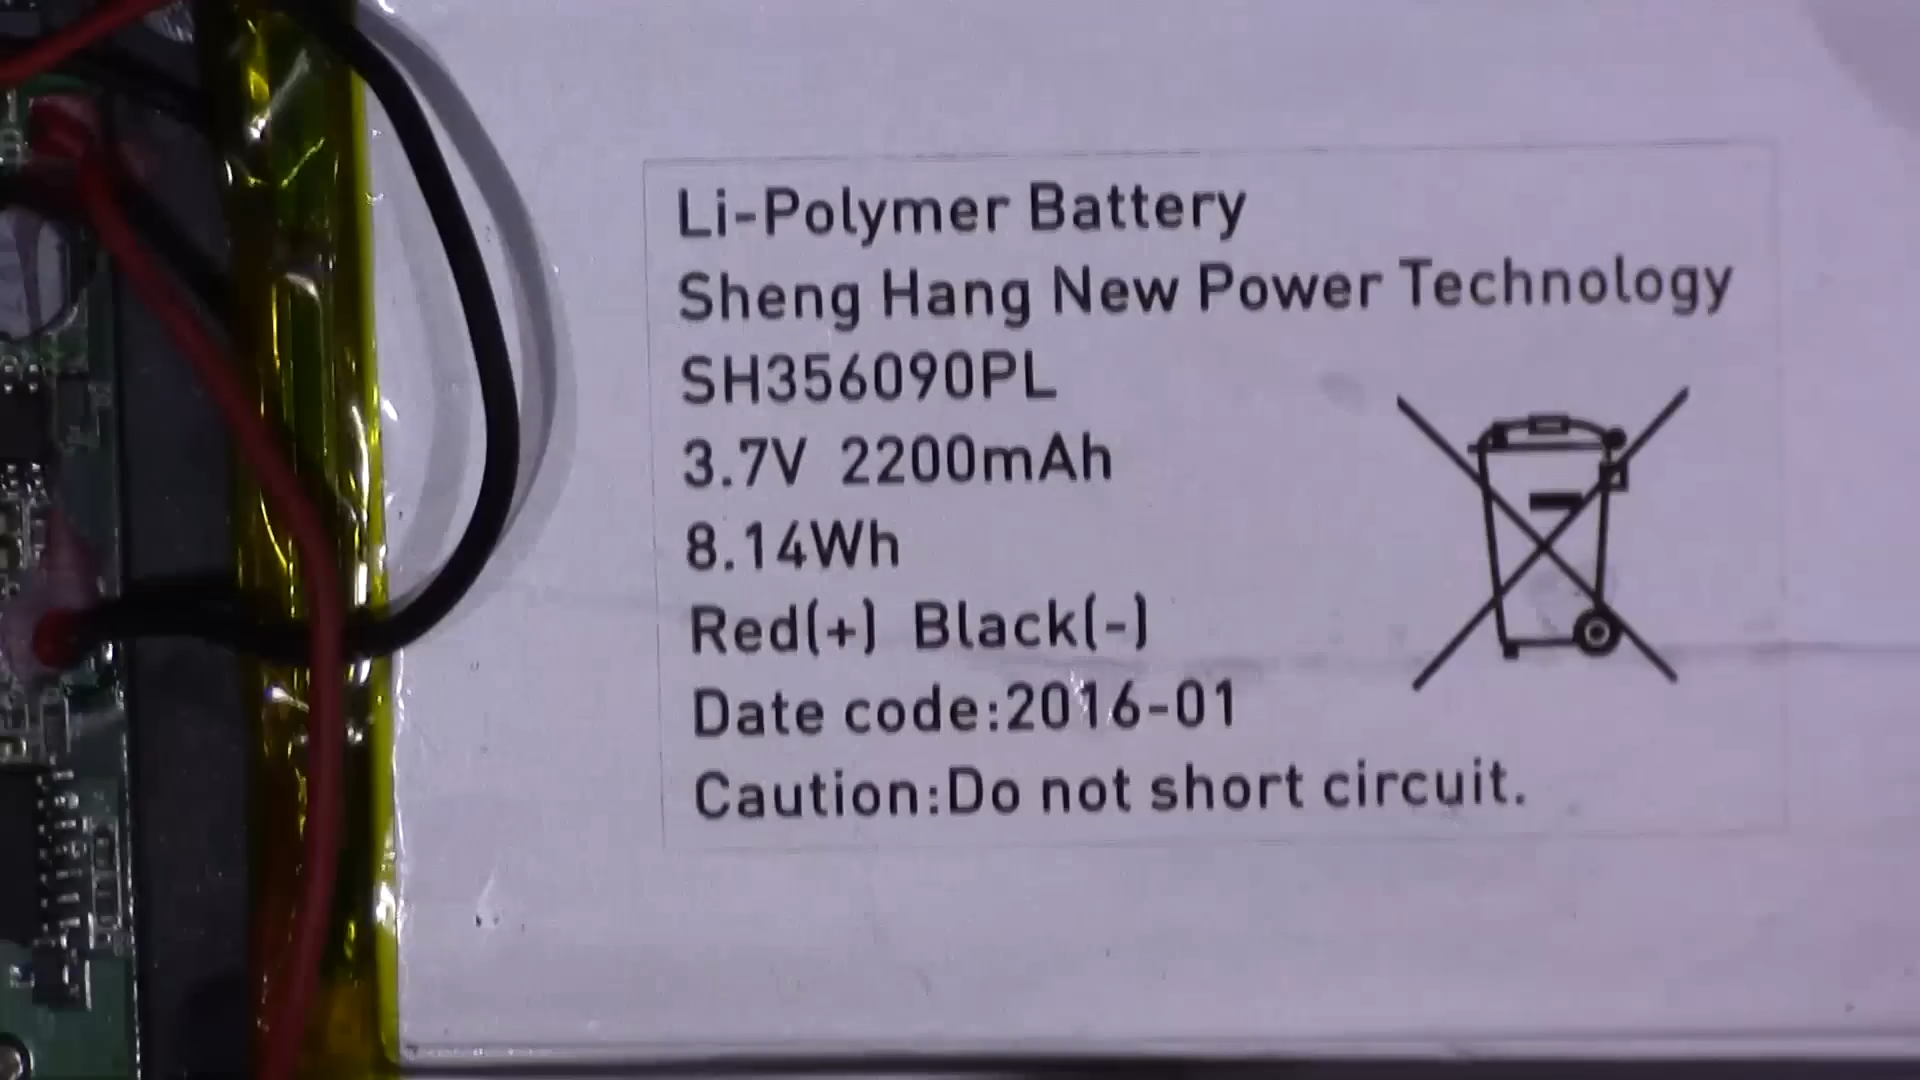 Li-Polymer Battery
Sheng Hang New Power Technology
SH356090PL
3.7V 2200mAh
8.14Wh
Red(+) Black(-)
Date code:2016-01
Caution:Do not short circuit.